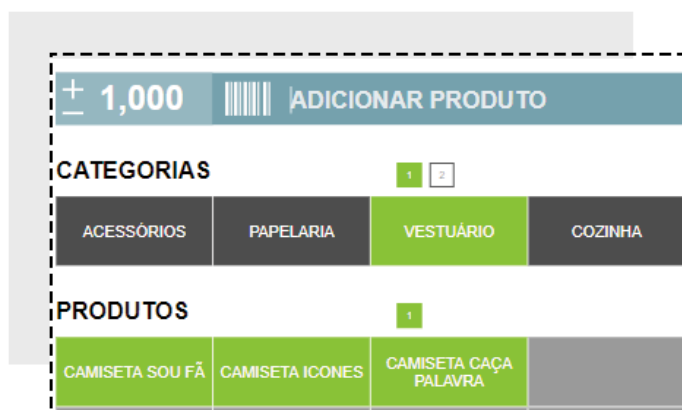 ± 1,000 ADICIONAR PRODUTO
CATEGORIAS 1 2
ACESSÓRIOS PAPELARIA VESTUÁRIO COZINHA
PRODUTOS 1
CAMISETA SOU FÃ CAMISETA ICONES CAMISETA CAÇA PALAVRA